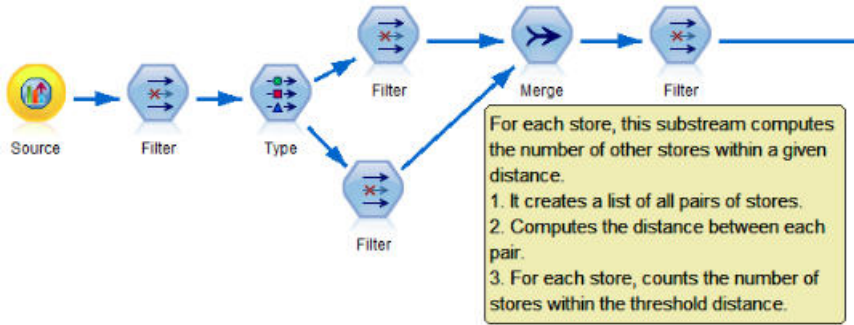 Filter
Merge
Filter
Source
Filter
Type
Filter
For each store, this substream computes
the number of other stores within a given
distance.
1. It creates a list of all pairs of stores.
2. Computes the distance between each
pair.
3. For each store, counts the number of
stores within the threshold distance.